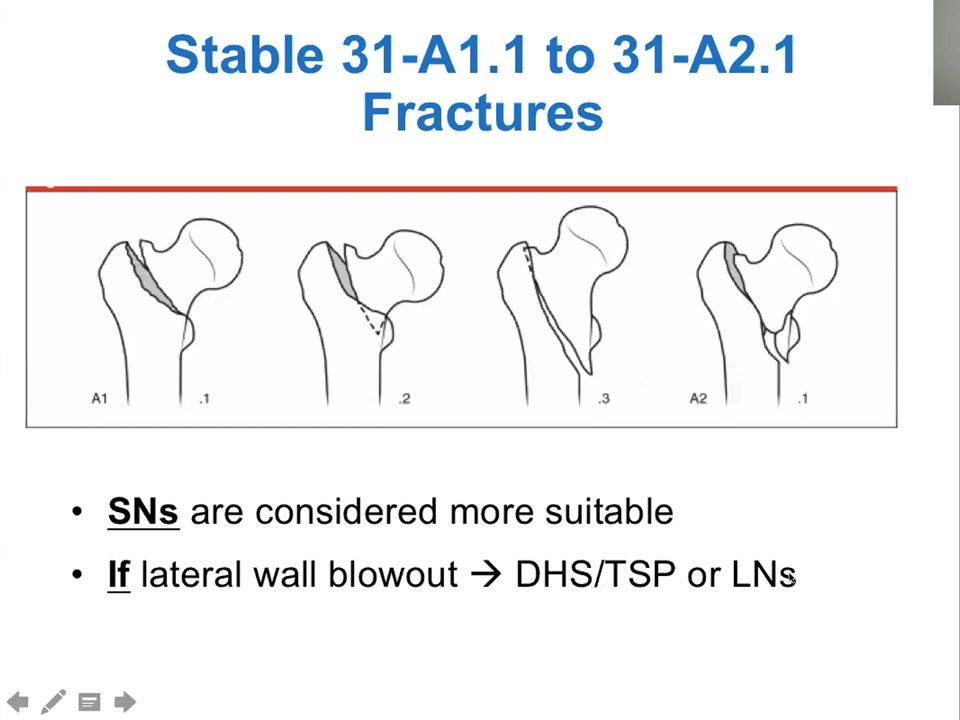 Stable 31-A1.1 to 31-A2.1
Fractures
A1 .1 .2 .3 A2 .1
• SNs are considered more suitable
• If lateral wall blowout → DHS/TSP or LNs